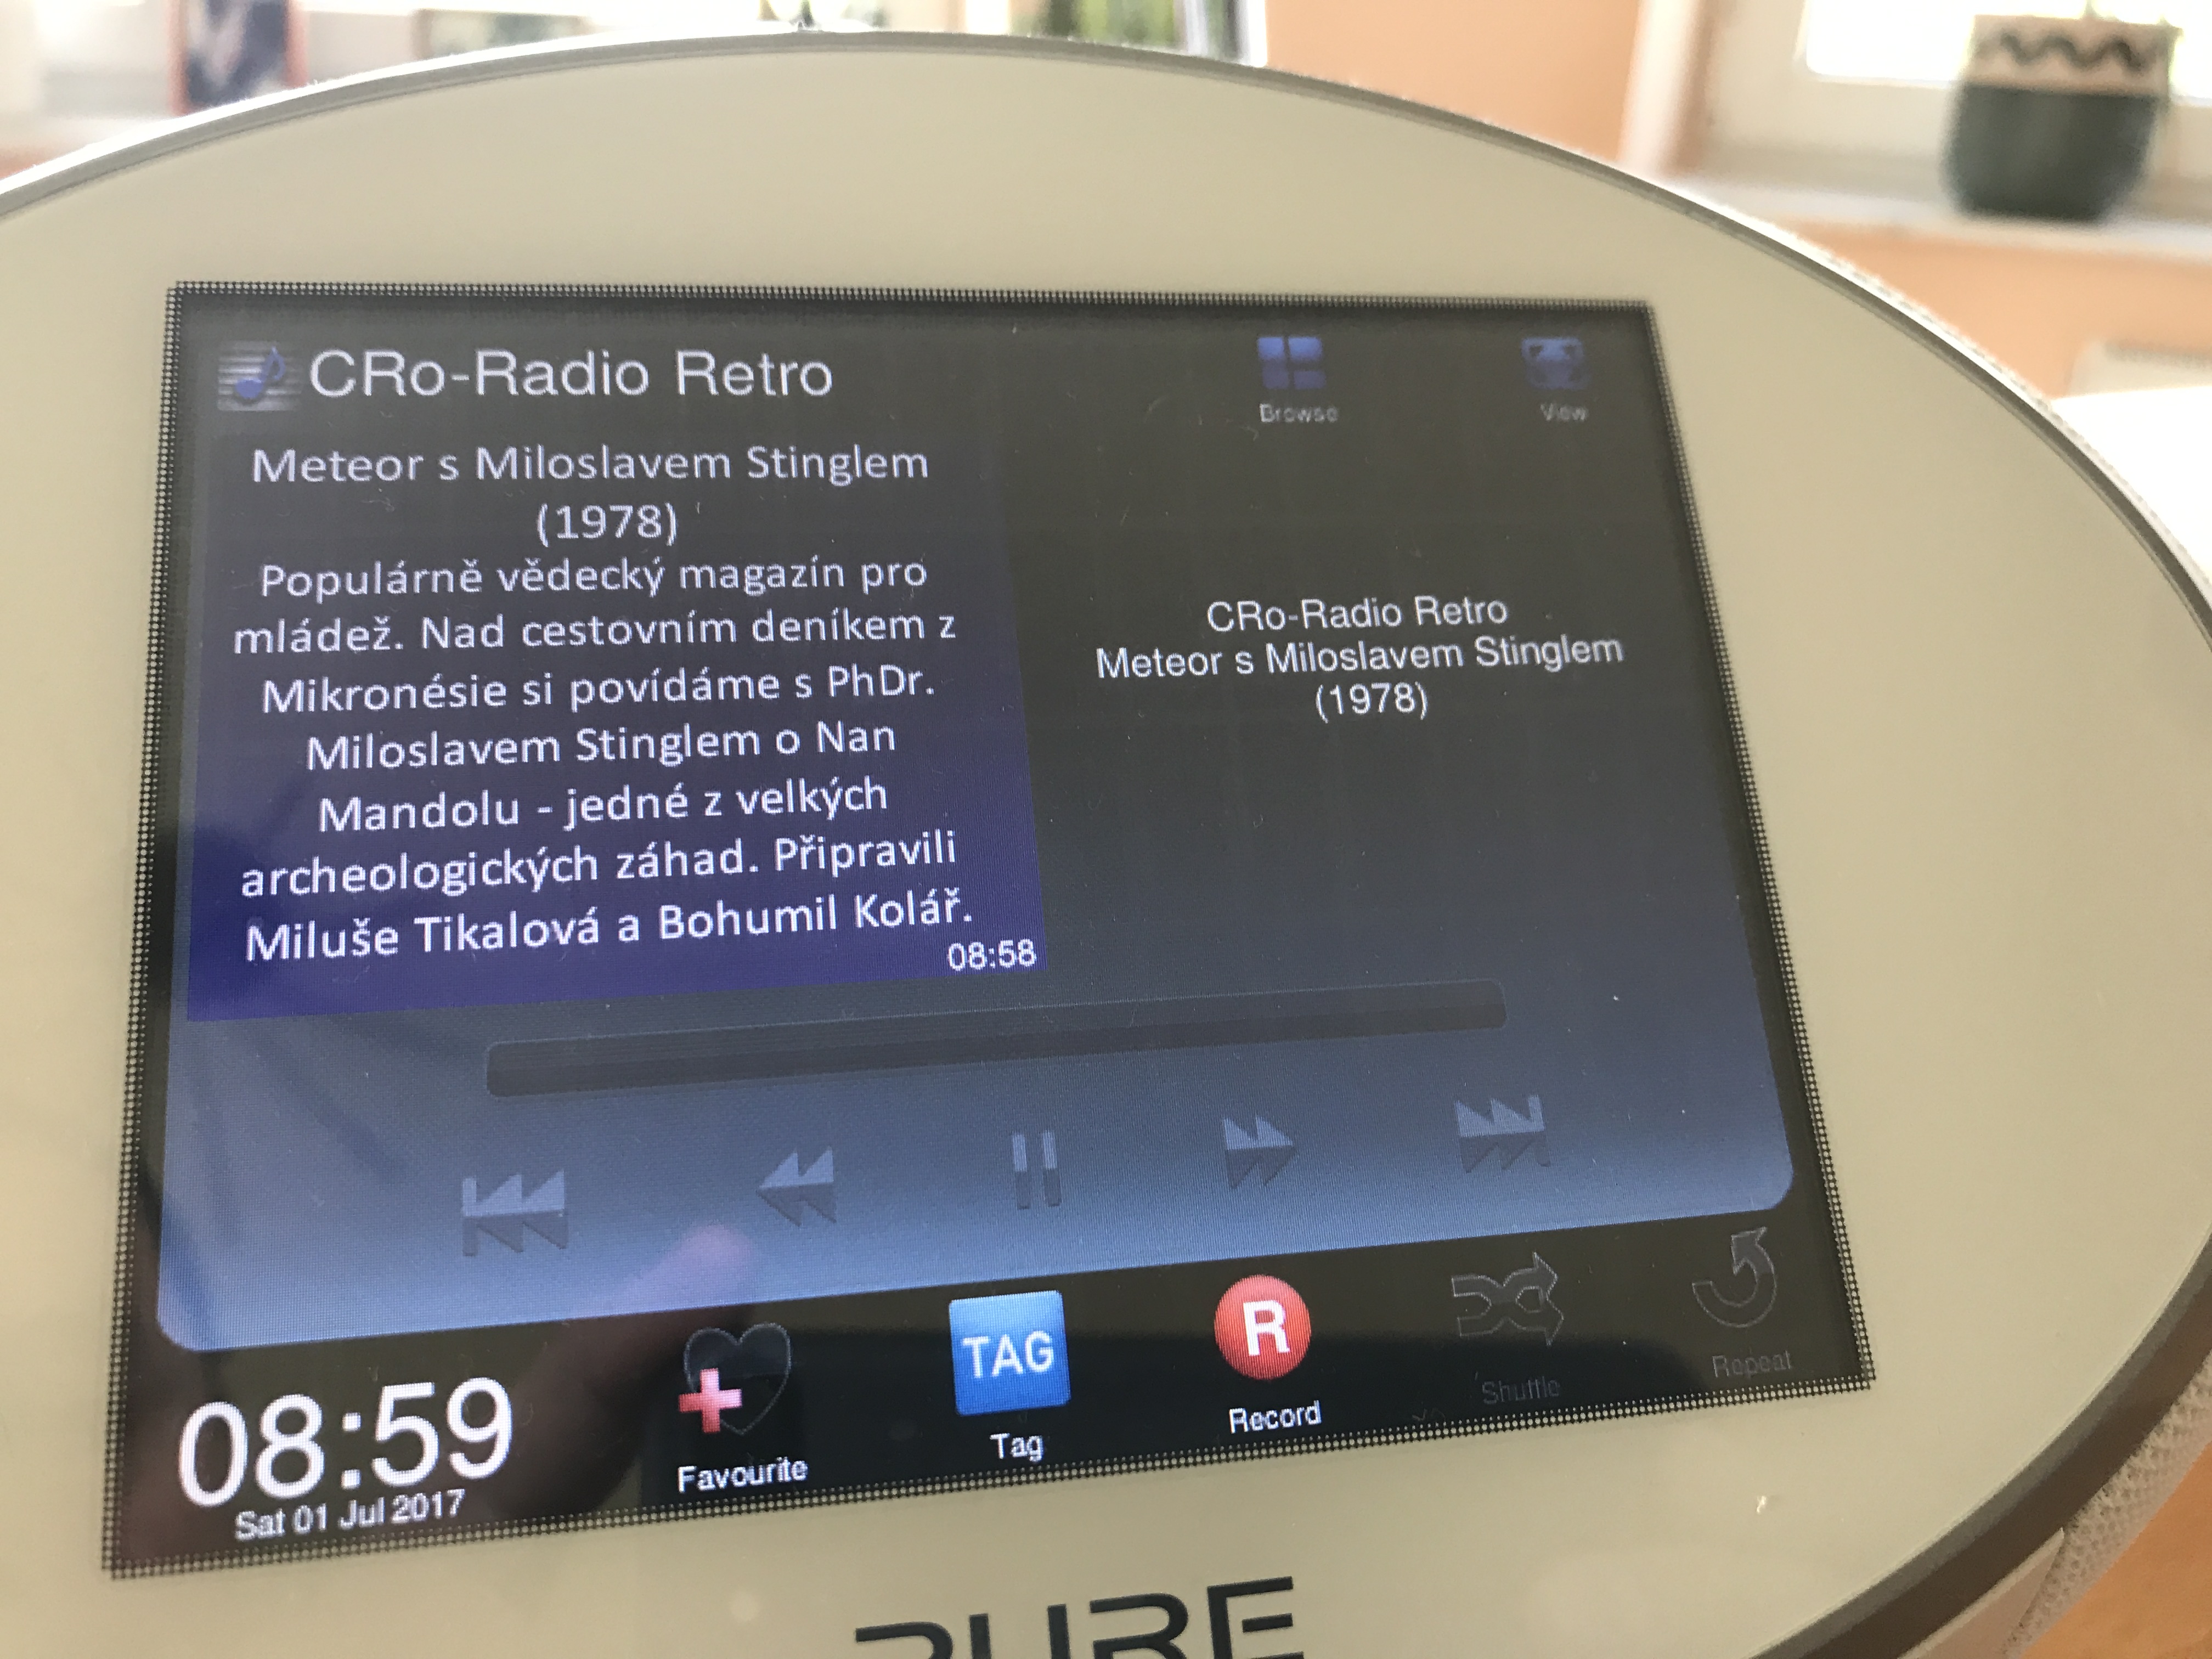 CRo-Radio Retro
Browse
View
Meteor s Miloslavem Stinglem
(1978)
Populárně vědecký magazín pro
mládež. Nad cestovním deníkem z
Mikronésie si povídáme s PhDr.
Miloslavem Stinglem o Nan
Mandolu - jedné z velkých
archeologických záhad. Připravili
Miluše Tikalová a Bohumil Kolář.
08:58
CRo-Radio Retro
Meteor s Miloslavem Stinglem
(1978)
08:59
Sat 01 Jul 2017
Favourite
TAG
Tag
R
Record
Shuffle
Repeat
PURE